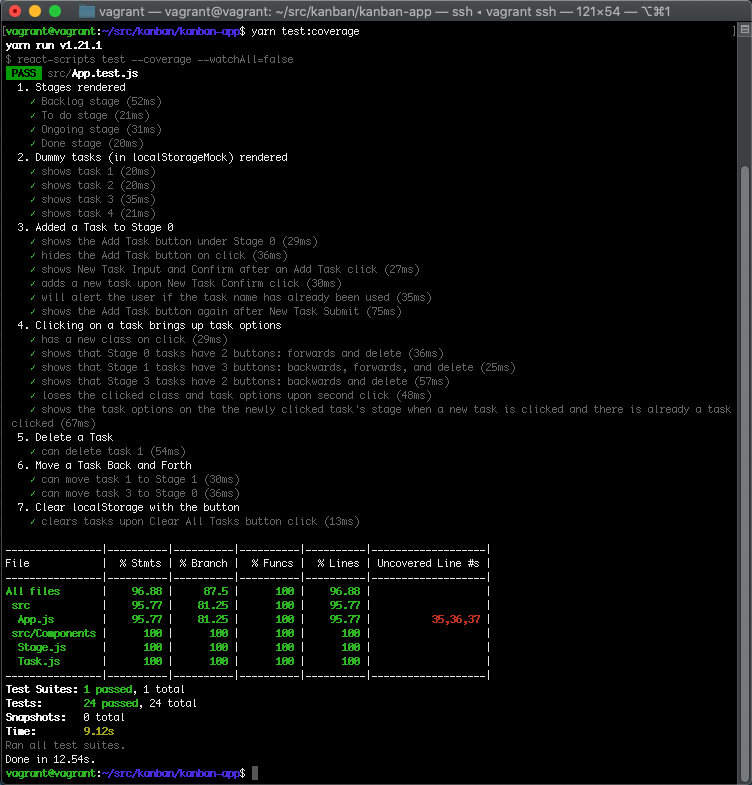 vagrant — vagrant@vagrant: ~/src/kanban/kanban-app — ssh ◂ vagrant ssh — 121×54 — ⌥⌘1
[vagrant@vagrant:~/src/kanban/kanban-app$ yarn test:coverage ]
yarn run v1.21.1
$ react-scripts test --coverage --watchAll=false
PASS src/App.test.js
1. Stages rendered
✓ Backlog stage (52ms)
✓ To do stage (21ms)
✓ Ongoing stage (31ms)
✓ Done stage (20ms)
2. Dummy tasks (in localStorageMock) rendered
✓ shows task 1 (20ms)
✓ shows task 2 (20ms)
✓ shows task 3 (35ms)
✓ shows task 4 (21ms)
3. Added a Task to Stage 0
✓ shows the Add Task button under Stage 0 (29ms)
✓ hides the Add Task button on click (36ms)
✓ shows New Task Input and Confirm after an Add Task click (27ms)
✓ adds a new task upon New Task Confirm click (30ms)
✓ will alert the user if the task name has already been used (35ms)
✓ shows the Add Task button again after New Task Submit (75ms)
4. Clicking on a task brings up task options
✓ has a new class on click (29ms)
✓ shows that Stage 0 tasks have 2 buttons: forwards and delete (36ms)
✓ shows that Stage 1 tasks have 3 buttons: backwards, forwards, and delete (25ms)
✓ shows that Stage 3 tasks have 2 buttons: backwards and delete (57ms)
✓ loses the clicked class and task options upon second click (48ms)
✓ shows the task options on the the newly clicked task's stage when a new task is clicked and there is already a task
clicked (67ms)
5. Delete a Task
✓ can delete task 1 (54ms)
6. Move a Task Back and Forth
✓ can move task 1 to Stage 1 (30ms)
✓ can move task 3 to Stage 0 (36ms)
7. Clear localStorage with the button
✓ clears tasks upon Clear All Tasks button click (13ms)
----------------|----------|----------|----------|----------|-------------------|
File | % Stmts | % Branch | % Funcs | % Lines | Uncovered Line #s |
----------------|----------|----------|----------|----------|-------------------|
All files | 96.88 | 87.5 | 100 | 96.88 | |
src | 95.77 | 81.25 | 100 | 95.77 | |
App.js | 95.77 | 81.25 | 100 | 95.77 | 35,36,37 |
src/Components | 100 | 100 | 100 | 100 | |
Stage.js | 100 | 100 | 100 | 100 | |
Task.js | 100 | 100 | 100 | 100 | |
----------------|----------|----------|----------|----------|-------------------|
Test Suites: 1 passed, 1 total
Tests: 24 passed, 24 total
Snapshots: 0 total
Time: 9.12s
Ran all test suites.
Done in 12.54s.
vagrant@vagrant:~/src/kanban/kanban-app$